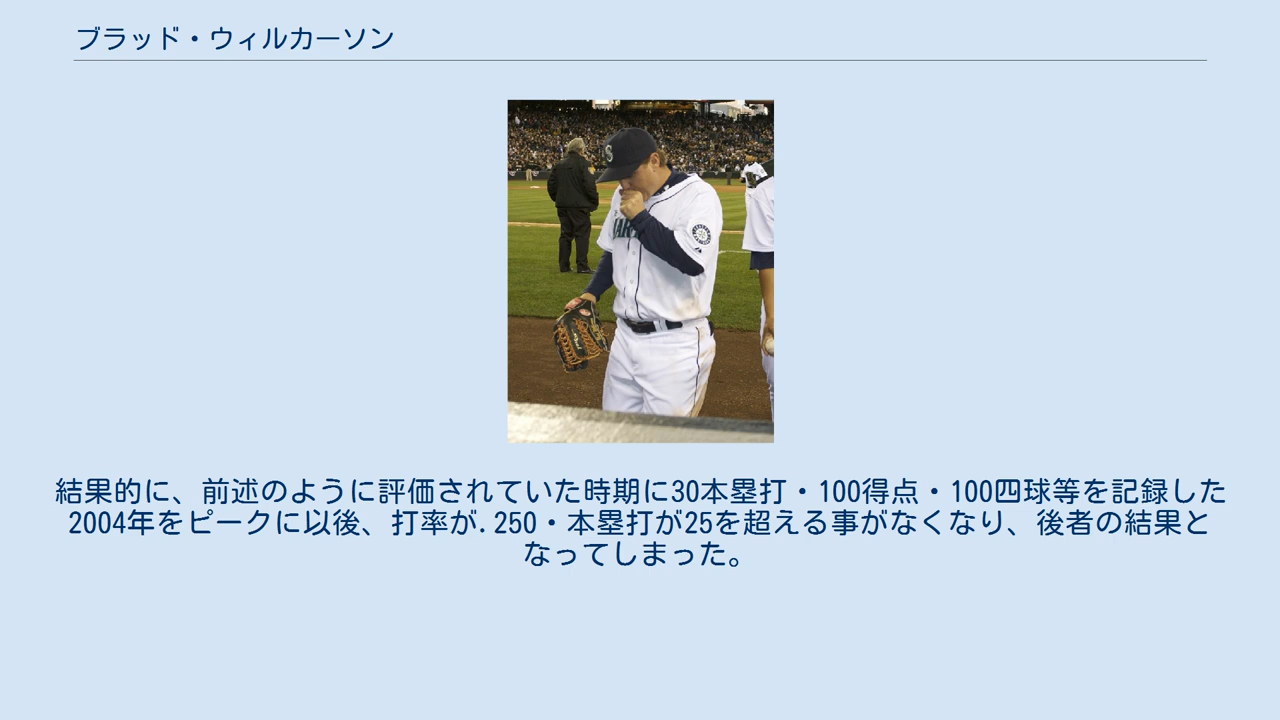 ブラッド・ウィルカーソン
S
結果的に、前述のように評価されていた時期に30本塁打・100得点・100四球等を記録した
2004年をピークに以後、打率が.250・本塁打が25を超える事がなくなり、後者の結果と
なってしまった。